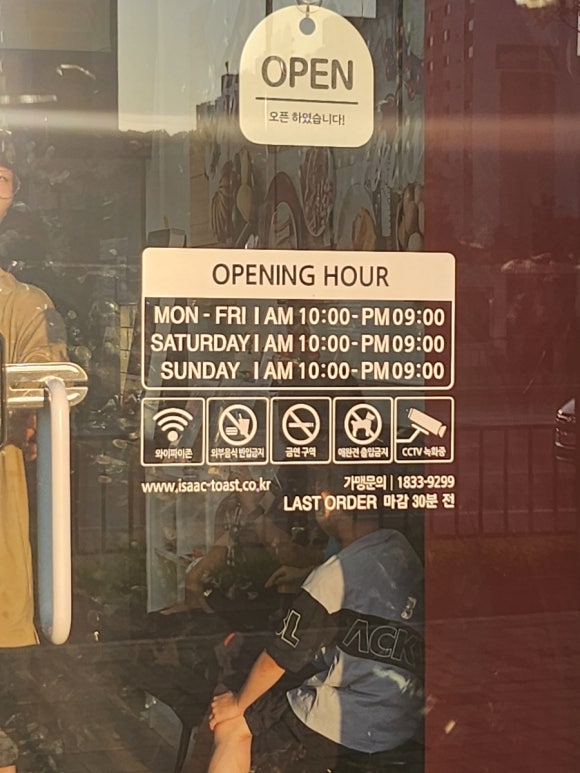 OPEN
오픈 하였습니다!
OPENING HOUR
MON - FRI | AM 10:00 - PM 09:00
SATURDAY | AM 10:00 - PM 09:00
SUNDAY | AM 10:00 - PM 09:00
와이파이존
외부음식 반입금지
금연 구역
애완견 출입금지
CCTV 녹화중
www.isaac-toast.co.kr
가맹문의 | 1833-9299
LAST ORDER 마감 30분 전
ACK